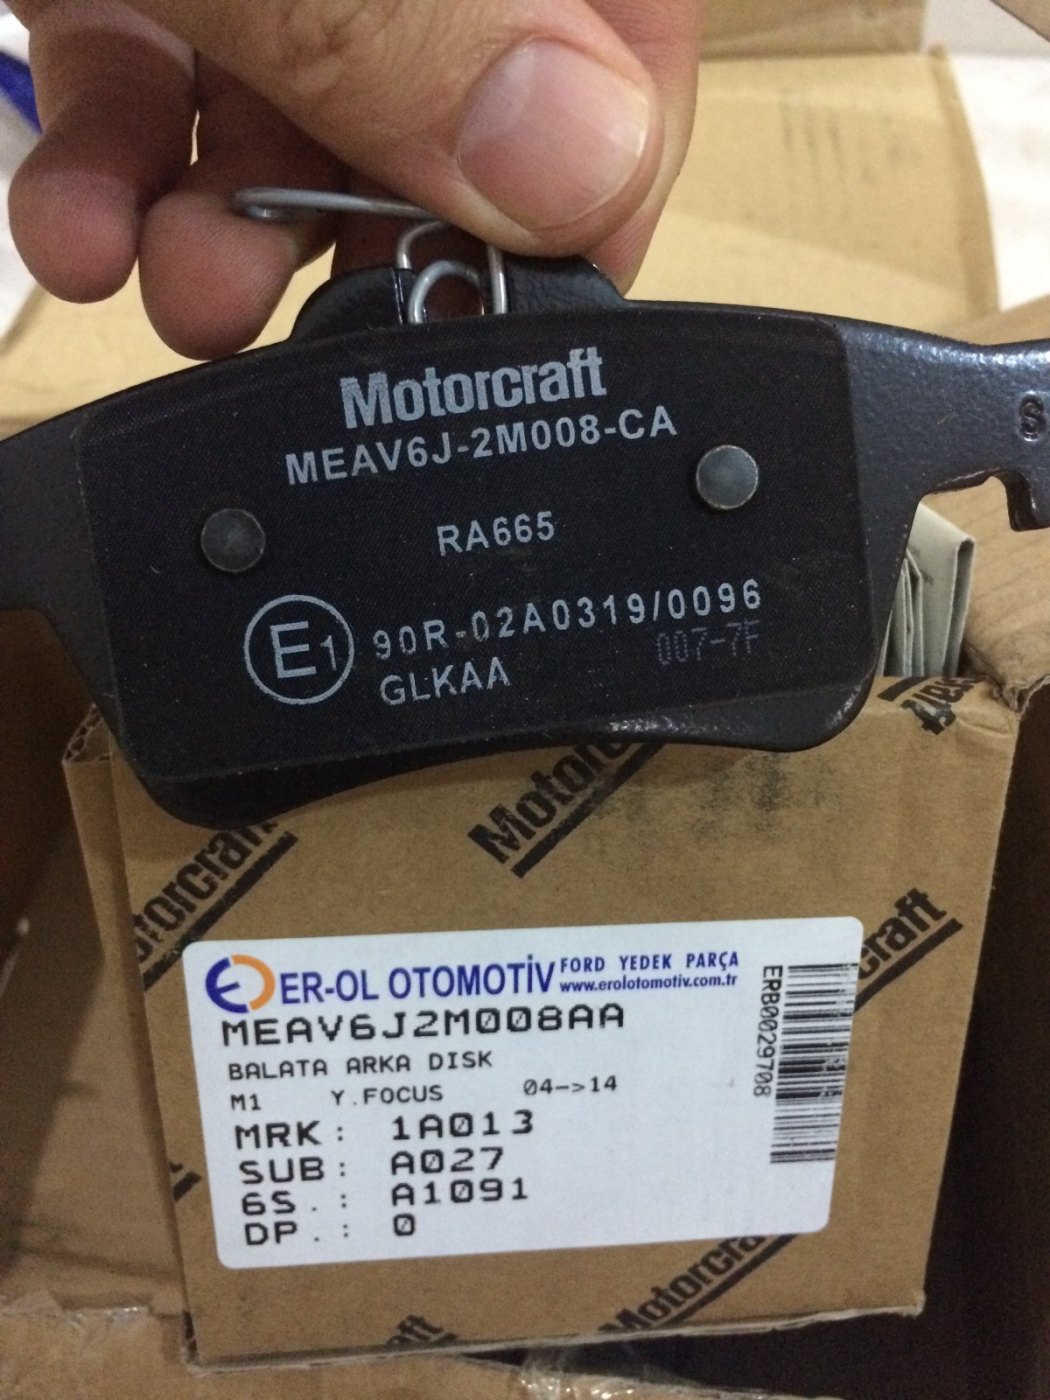 Motorcraft
MEAV6J-2M008-CA
RA665
E1
90R-02A0319/0096
007-7F
GLKAA
S
Motorcraft
ER-OL OTOMOTİV
FORD YEDEK PARÇA
www.erolotomotiv.com.tr
MEAV6J2M008AA
BALATA ARKA DISK
M1 Y.FOCUS 04->14
MRK: 1A013
SUB: A027
6S.: A1091
DP.: 0
ERB0029708
Motorcraft